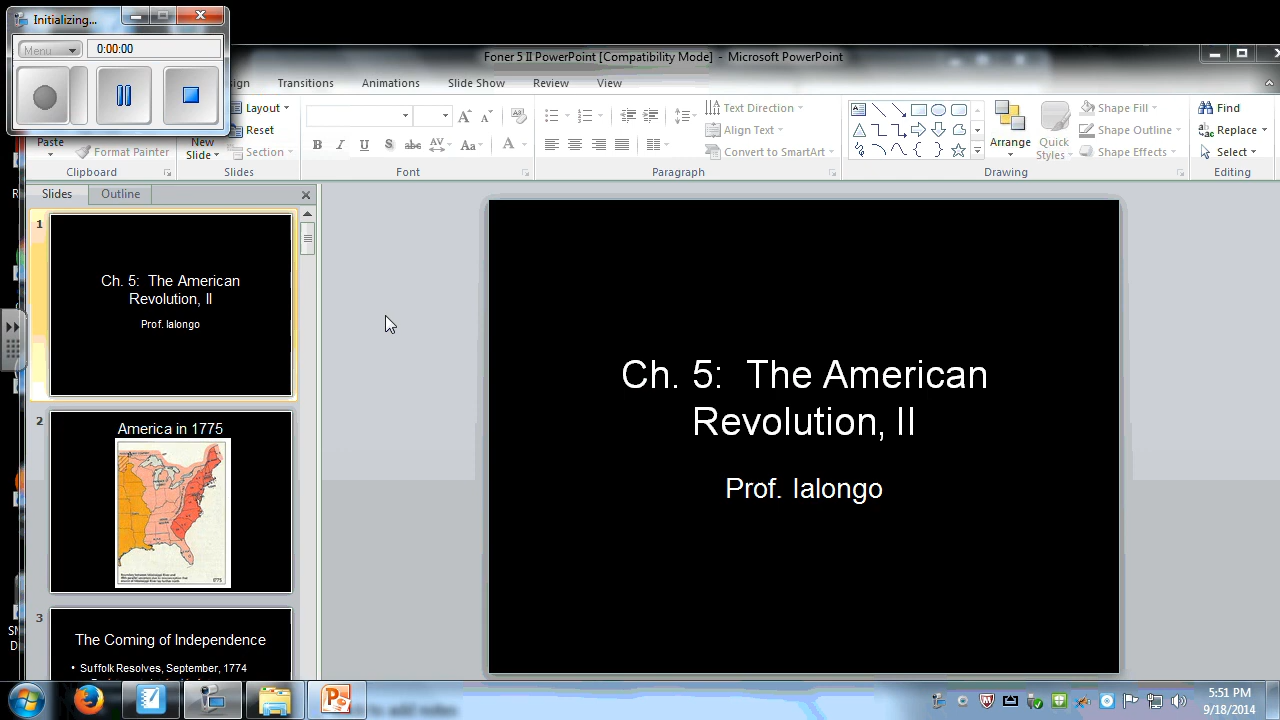 Initializing...
Menu
0:00:00
Foner 5 II PowerPoint [Compatibility Mode] – Microsoft PowerPoint
Transitions Animations Slide Show Review View
Paste
Format Painter
Clipboard
New
Slide
Layout
Reset
Section
Slides
Font
Text Direction
Align Text
Convert to SmartArt
Paragraph
Arrange
Quick
Styles
Shape Fill
Shape Outline
Shape Effects
Drawing
Find
Replace
Select
Editing
Slides Outline
1
Ch. 5: The American
Revolution, II
Prof. Ialongo
2
America in 1775
1775
3
The Coming of Independence
• Suffolk Resolves, September, 1774
Ch. 5: The American
Revolution, II
Prof. Ialongo
to add notes
5:51 PM
9/18/2014